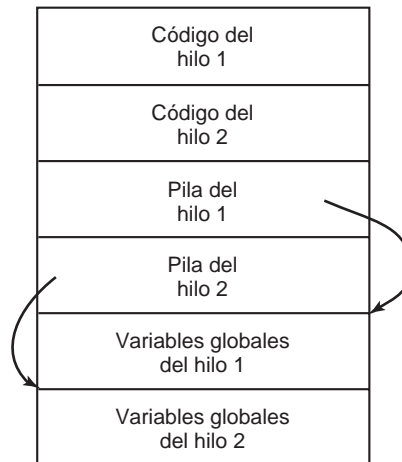 Código del
hilo 1
Código del
hilo 2
Pila del
hilo 1
Pila del
hilo 2
Variables globales
del hilo 1
Variables globales
del hilo 2